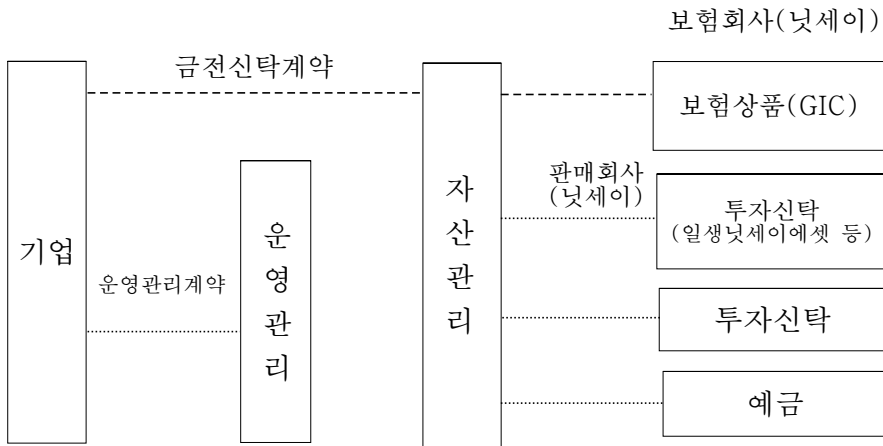 보험회사(닛세이)
금전신탁계약
보험상품(GIC)
기업
운영관리계약
운영관리
자산관리
판매회사
(닛세이)
투자신탁
(일생닛세이에셋 등)
투자신탁
예금